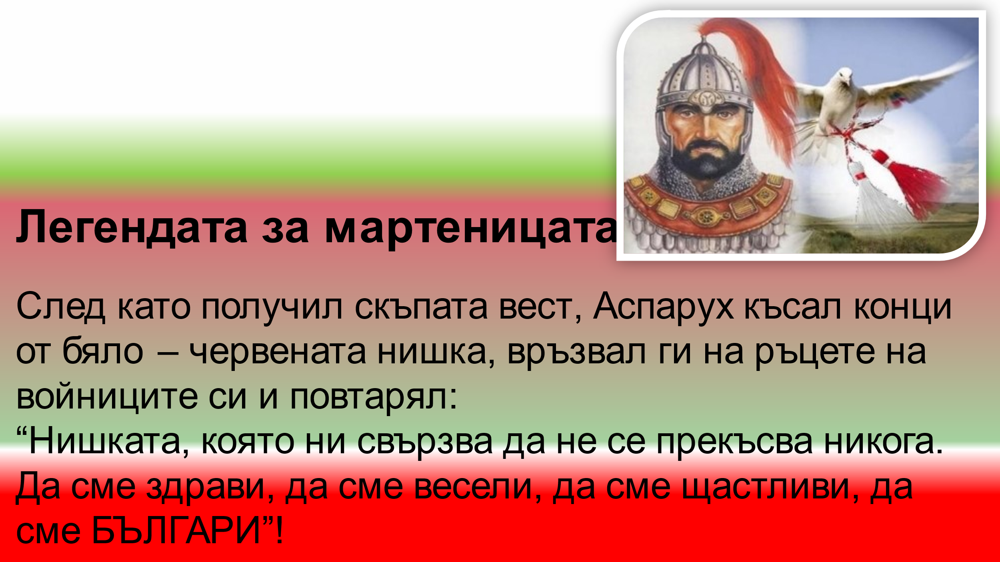 Легендата за мартеницата
След като получил скъпата вест, Аспарух късал конци
от бяло – червената нишка, връзвал ги на ръцете на
войниците си и повтарял:
“Нишката, която ни свързва да не се прекъсва никога.
Да сме здрави, да сме весели, да сме щастливи, да
сме БЪЛГАРИ”!